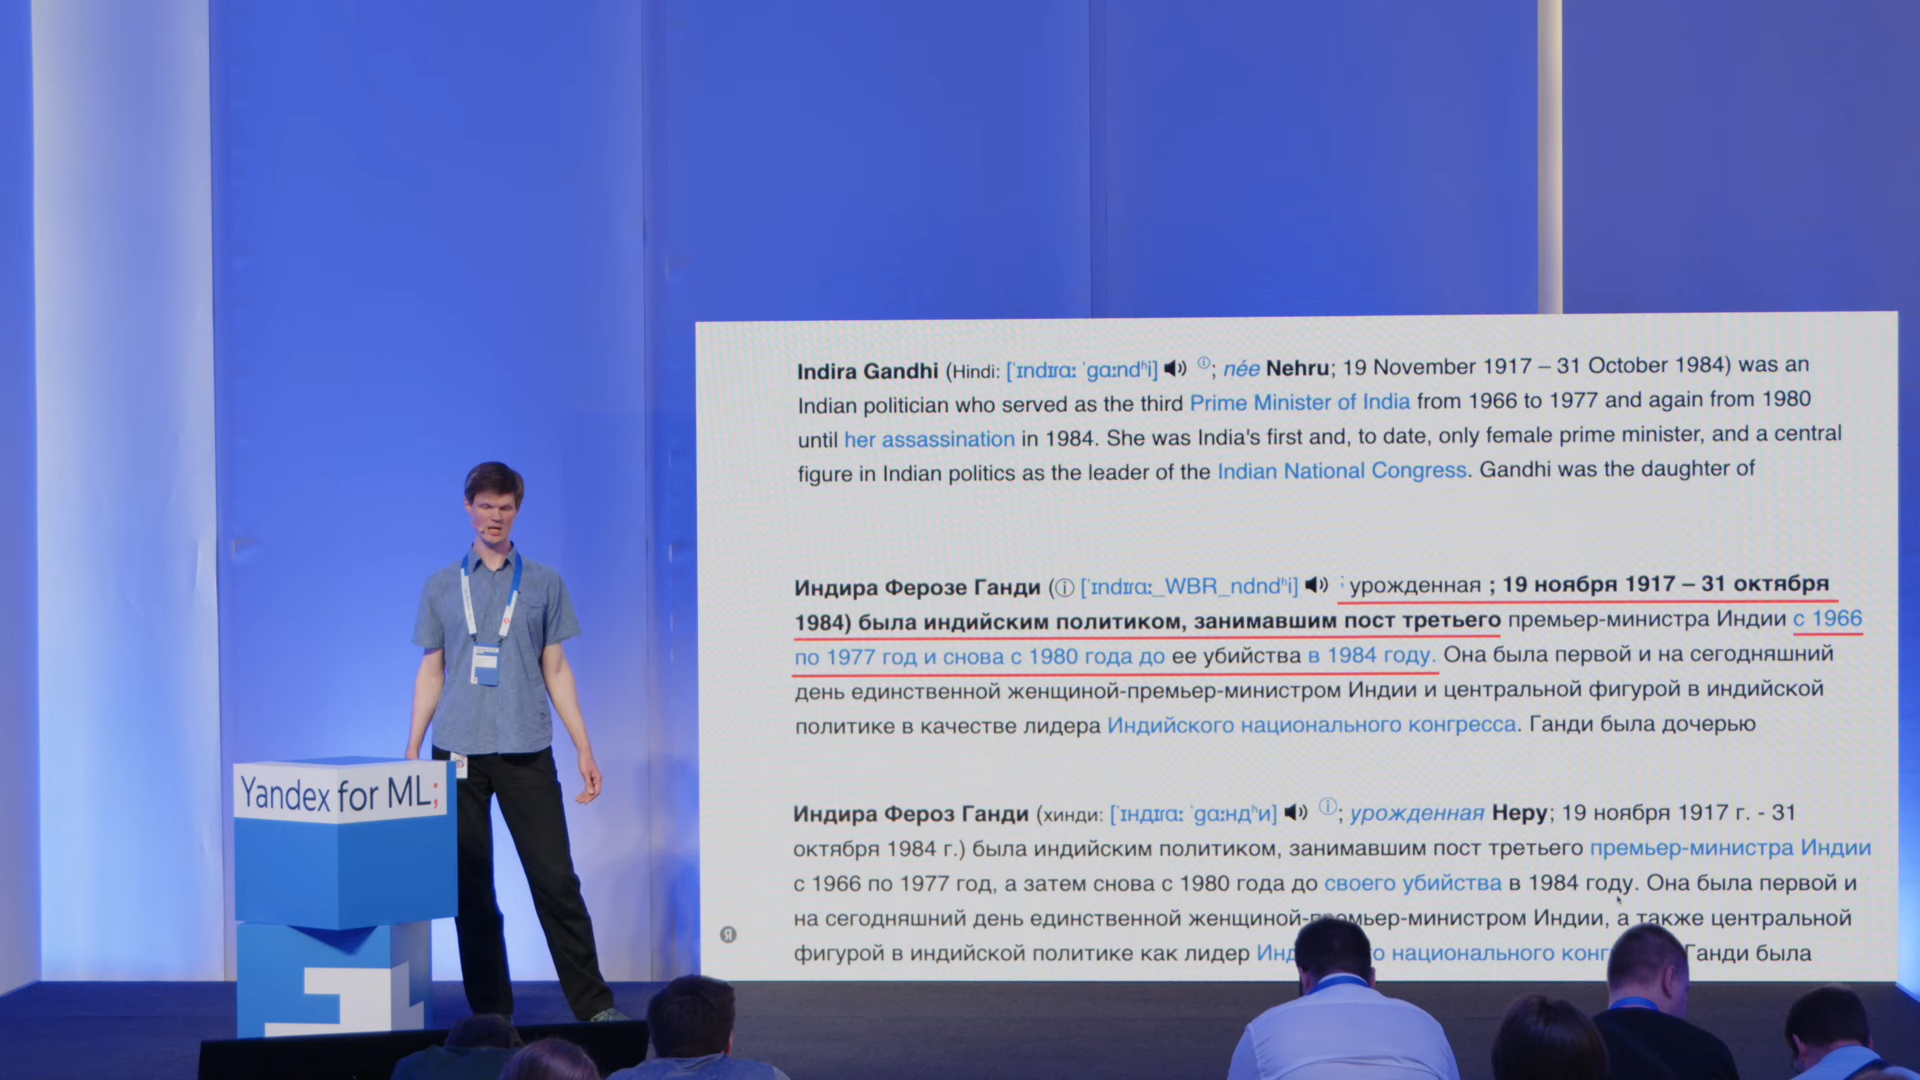 Indira Gandhi (Hindi: [ˈɪndɪrɑː ˈɡɑːndʱi] ; née Nehru; 19 November 1917 – 31 October 1984) was an
Indian politician who served as the third Prime Minister of India from 1966 to 1977 and again from 1980
until her assassination in 1984. She was India's first and, to date, only female prime minister, and a central
figure in Indian politics as the leader of the Indian National Congress. Gandhi was the daughter of
Индира Ферозе Ганди (ⓘ [ˈɪndɪrɑː_WBR_ndndʱi] ; урожденная ; 19 ноября 1917 – 31 октября
1984) была индийским политиком, занимавшим пост третьего премьер-министра Индии с 1966
по 1977 год и снова с 1980 года до ее убийства в 1984 году. Она была первой и на сегодняшний
день единственной женщиной-премьер-министром Индии и центральной фигурой в индийской
политике в качестве лидера Индийского национального конгресса. Ганди была дочерью
Индира Фероз Ганди (хинди: [ˈɪндɪrɑː ˈɡɑːндʱи] ⓘ; урожденная Неру; 19 ноября 1917 г. - 31
октября 1984 г.) была индийским политиком, занимавшим пост третьего премьер-министра Индии
с 1966 по 1977 год, а затем снова с 1980 года до своего убийства в 1984 году. Она была первой и
на сегодняшний день единственной женщиной-премьер-министром Индии, а также центральной
фигурой в индийской политике как лидер национального Ганди была
Я
Yandex for ML;